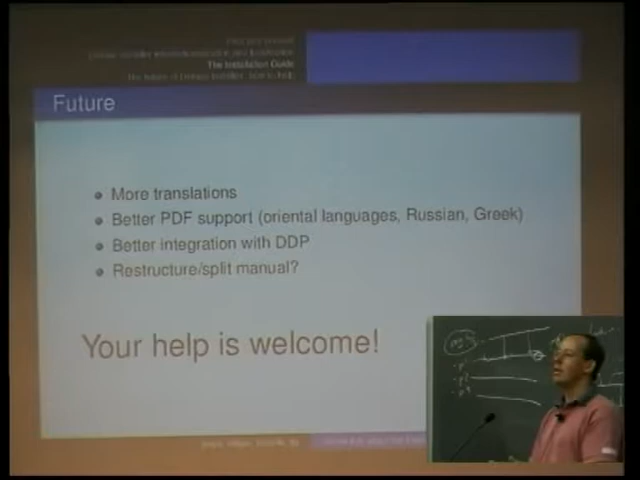 The Installation Guide
Future
More translations
Better PDF support (oriental languages, Russian, Greek)
Better integration with DDP
Restructure/split manual?
Your help is welcome!